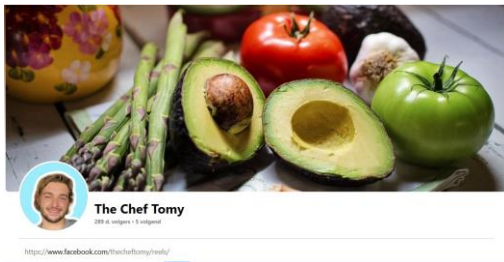 The Chef Tomy
289 d. volgers • 5 volgend
https://www.facebook.com/thecheftomy/reels/